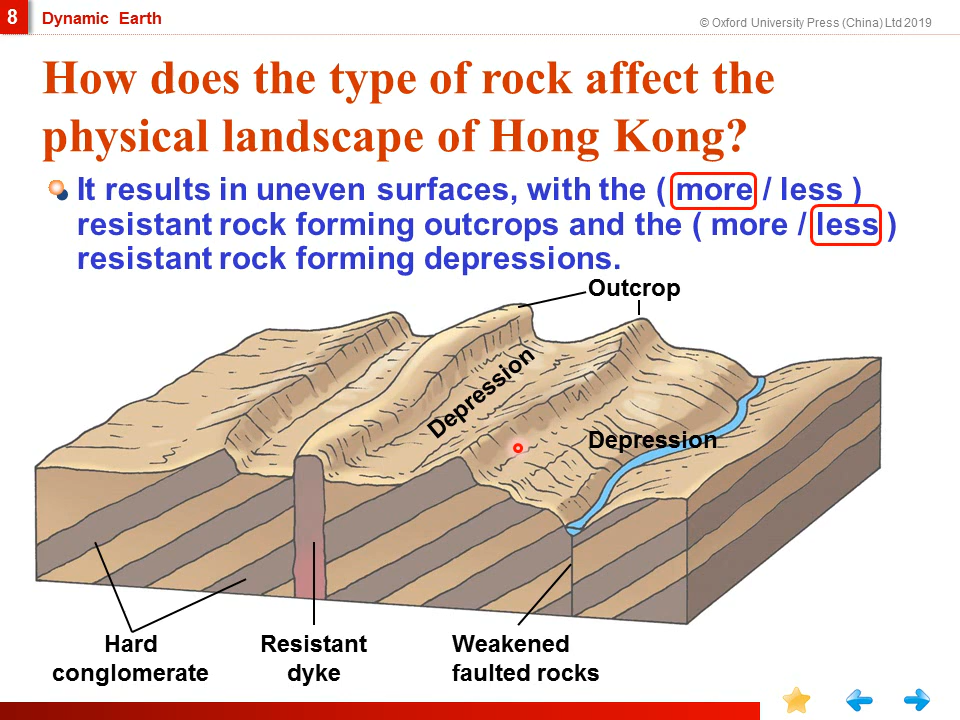 8
Dynamic Earth
© Oxford University Press (China) Ltd 2019
How does the type of rock affect the
physical landscape of Hong Kong?
It results in uneven surfaces, with the ( more / less )
resistant rock forming outcrops and the ( more / less )
resistant rock forming depressions.
Outcrop
Depression
Depression
Hard
conglomerate
Resistant
dyke
Weakened
faulted rocks